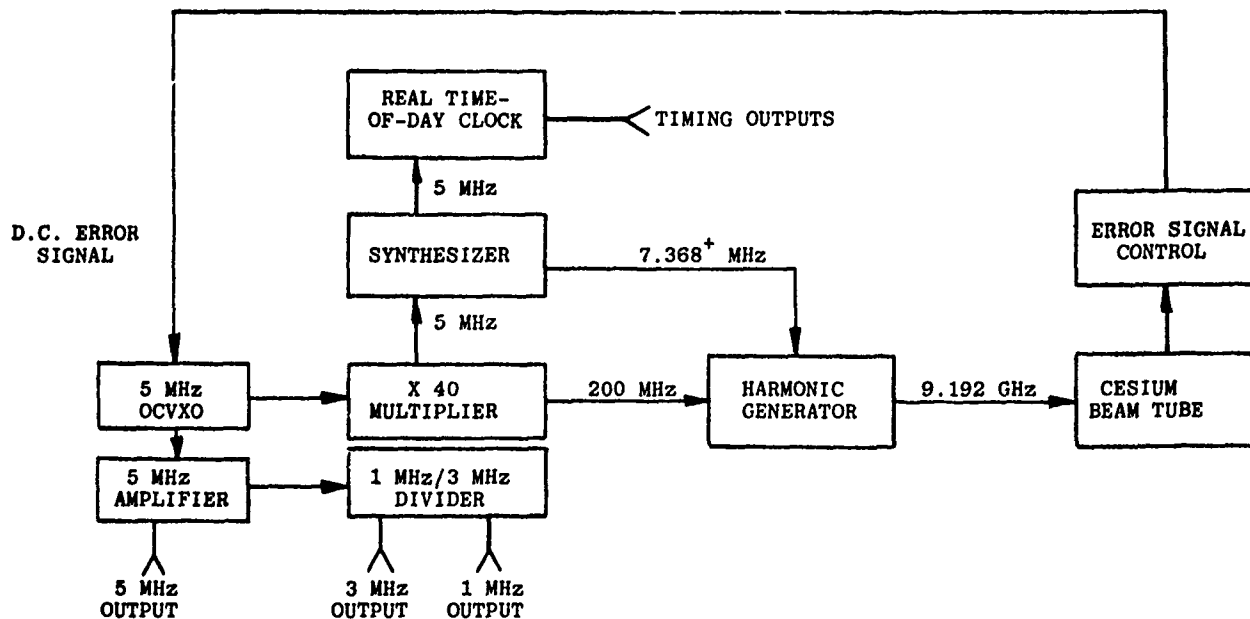 REAL TIME-
OF-DAY CLOCK
TIMING OUTPUTS
5 MHz
D.C. ERROR
SIGNAL
SYNTHESIZER
7.368+ MHz
ERROR SIGNAL
CONTROL
5 MHz
5 MHz
OCVXO
X 40
MULTIPLIER
200 MHz
HARMONIC
GENERATOR
9.192 GHz
CESIUM
BEAM TUBE
5 MHz
AMPLIFIER
1 MHz/3 MHz
DIVIDER
5 MHz
OUTPUT
3 MHz
OUTPUT
1 MHz
OUTPUT